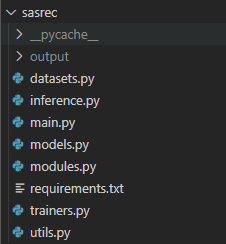 sasrec
__pycache__
output
datasets.py
inference.py
main.py
models.py
modules.py
requirements.txt
trainers.py
utils.py